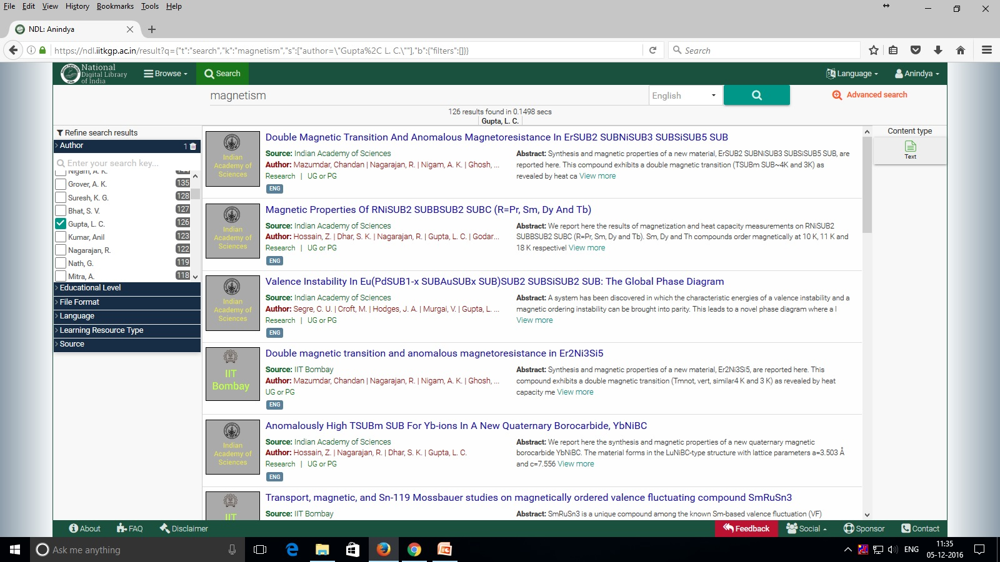 File Edit View History Bookmarks Tools Help
NDL: Anindya
https://ndl.iitkgp.ac.in/result?q={"t":"search","k":"magnetism","s":["author=\"Gupta%2C L. C.\""],"b":{"filters":[]}}
Search
National Digital Library of India
Browse
Search
Language
Anindya
magnetism
English
Advanced search
126 results found in 0.1498 secs
Gupta, L. C.
Refine search results
Author 1
Enter your search key...
Nigam, A. K.
Grover, A. K. 135
Suresh, K. G. 128
Bhat, S. V. 127
Gupta, L. C. 126
Kumar, Anil 123
Nagarajan, R. 122
Nath, G. 119
Mitra, A. 118
Educational Level
File Format
Language
Learning Resource Type
Source
Indian
Academy of
Sciences
Double Magnetic Transition And Anomalous Magnetoresistance In ErSUB2 SUBNiSUB3 SUBSiSUB5 SUB
Source: Indian Academy of Sciences
Author: Mazumdar, Chandan | Nagarajan, R. | Nigam, A. K. | Ghosh, ...
Research | UG or PG
ENG
Abstract: Synthesis and magnetic properties of a new material, ErSUB2 SUBNiSUB3 SUBSiSUB5 SUB, are
reported here. This compound exhibits a double magnetic transition (TSUBm SUB~4K and 3K) as
revealed by heat ca View more
Indian
Academy of
Sciences
Magnetic Properties Of RNiSUB2 SUBBSUB2 SUBC (R=Pr, Sm, Dy And Tb)
Source: Indian Academy of Sciences
Author: Hossain, Z. | Dhar, S. K. | Nagarajan, R. | Gupta, L. C. | Godar...
Research | UG or PG
ENG
Abstract: We report here the results of magnetization and heat capacity measurements on RNiSUB2
SUBBSUB2 SUBC (R=Pr, Sm, Dy and Tb). Sm, Dy and Th compounds order magnetically at 10 K, 11 K and
18 K respectivel View more
Indian
Academy of
Sciences
Valence Instability In Eu(PdSUB1-x SUBAuSUBx SUB)SUB2 SUBSiSUB2 SUB: The Global Phase Diagram
Source: Indian Academy of Sciences
Author: Segre, C. U. | Croft, M. | Hodges, J. A. | Murgai, V. | Gupta, L. ...
Research | UG or PG
ENG
Abstract: A system has been discovered in which the characteristic energies of a valence instability and a
magnetic ordering instability can be brought into parity. This leads to a novel phase diagram where a l
View more
IIT
Bombay
Double magnetic transition and anomalous magnetoresistance in Er2Ni3Si5
Source: IIT Bombay
Author: Mazumdar, Chandan | Nagarajan, R. | Nigam, A. K. | Ghosh, ...
UG or PG
ENG
Abstract: Synthesis and magnetic properties of a new material, Er2Ni3Si5, are reported here. This
compound exhibits a double magnetic transition (Tmnot, vert, similar4 K and 3 K) as revealed by heat
capacity me View more
Indian
Academy of
Sciences
Anomalously High TSUBm SUB For Yb-ions In A New Quaternary Borocarbide, YbNiBC
Source: Indian Academy of Sciences
Author: Hossain, Z. | Nagarajan, R. | Dhar, S. K. | Gupta, L. C.
Research | UG or PG
ENG
Abstract: We report here the synthesis and magnetic properties of a new quaternary magnetic
borocarbide YbNiBC. The material forms in the LuNiBC-type structure with lattice parameters a=3.503 Å
and c=7.556 View more
IIT
Transport, magnetic, and Sn-119 Mossbauer studies on magnetically ordered valence fluctuating compound SmRuSn3
Source: IIT Bombay
Abstract: SmRuSn3 is a unique compound among the known Sm-based valence fluctuation (VF)
Content type
Text
About
FAQ
Disclaimer
Feedback
Social
Sponsor
Contact
Ask me anything
ENG
11:35
05-12-2016